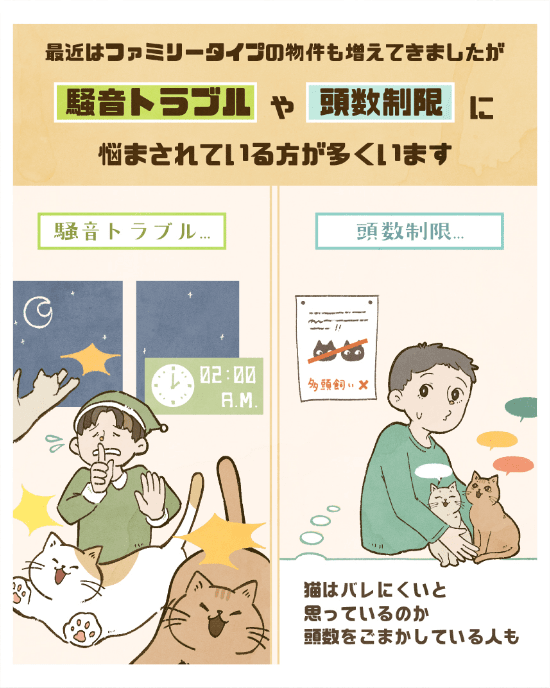 最近はファミリータイプの物件も増えてきましたが
騒音トラブル や 頭数制限 に
悩まされている方が多くいます
騒音トラブル…
頭数制限…
02:00
A.M.
多頭飼い×
猫はバレにくいと
思っているのか
頭数をごまかしている人も